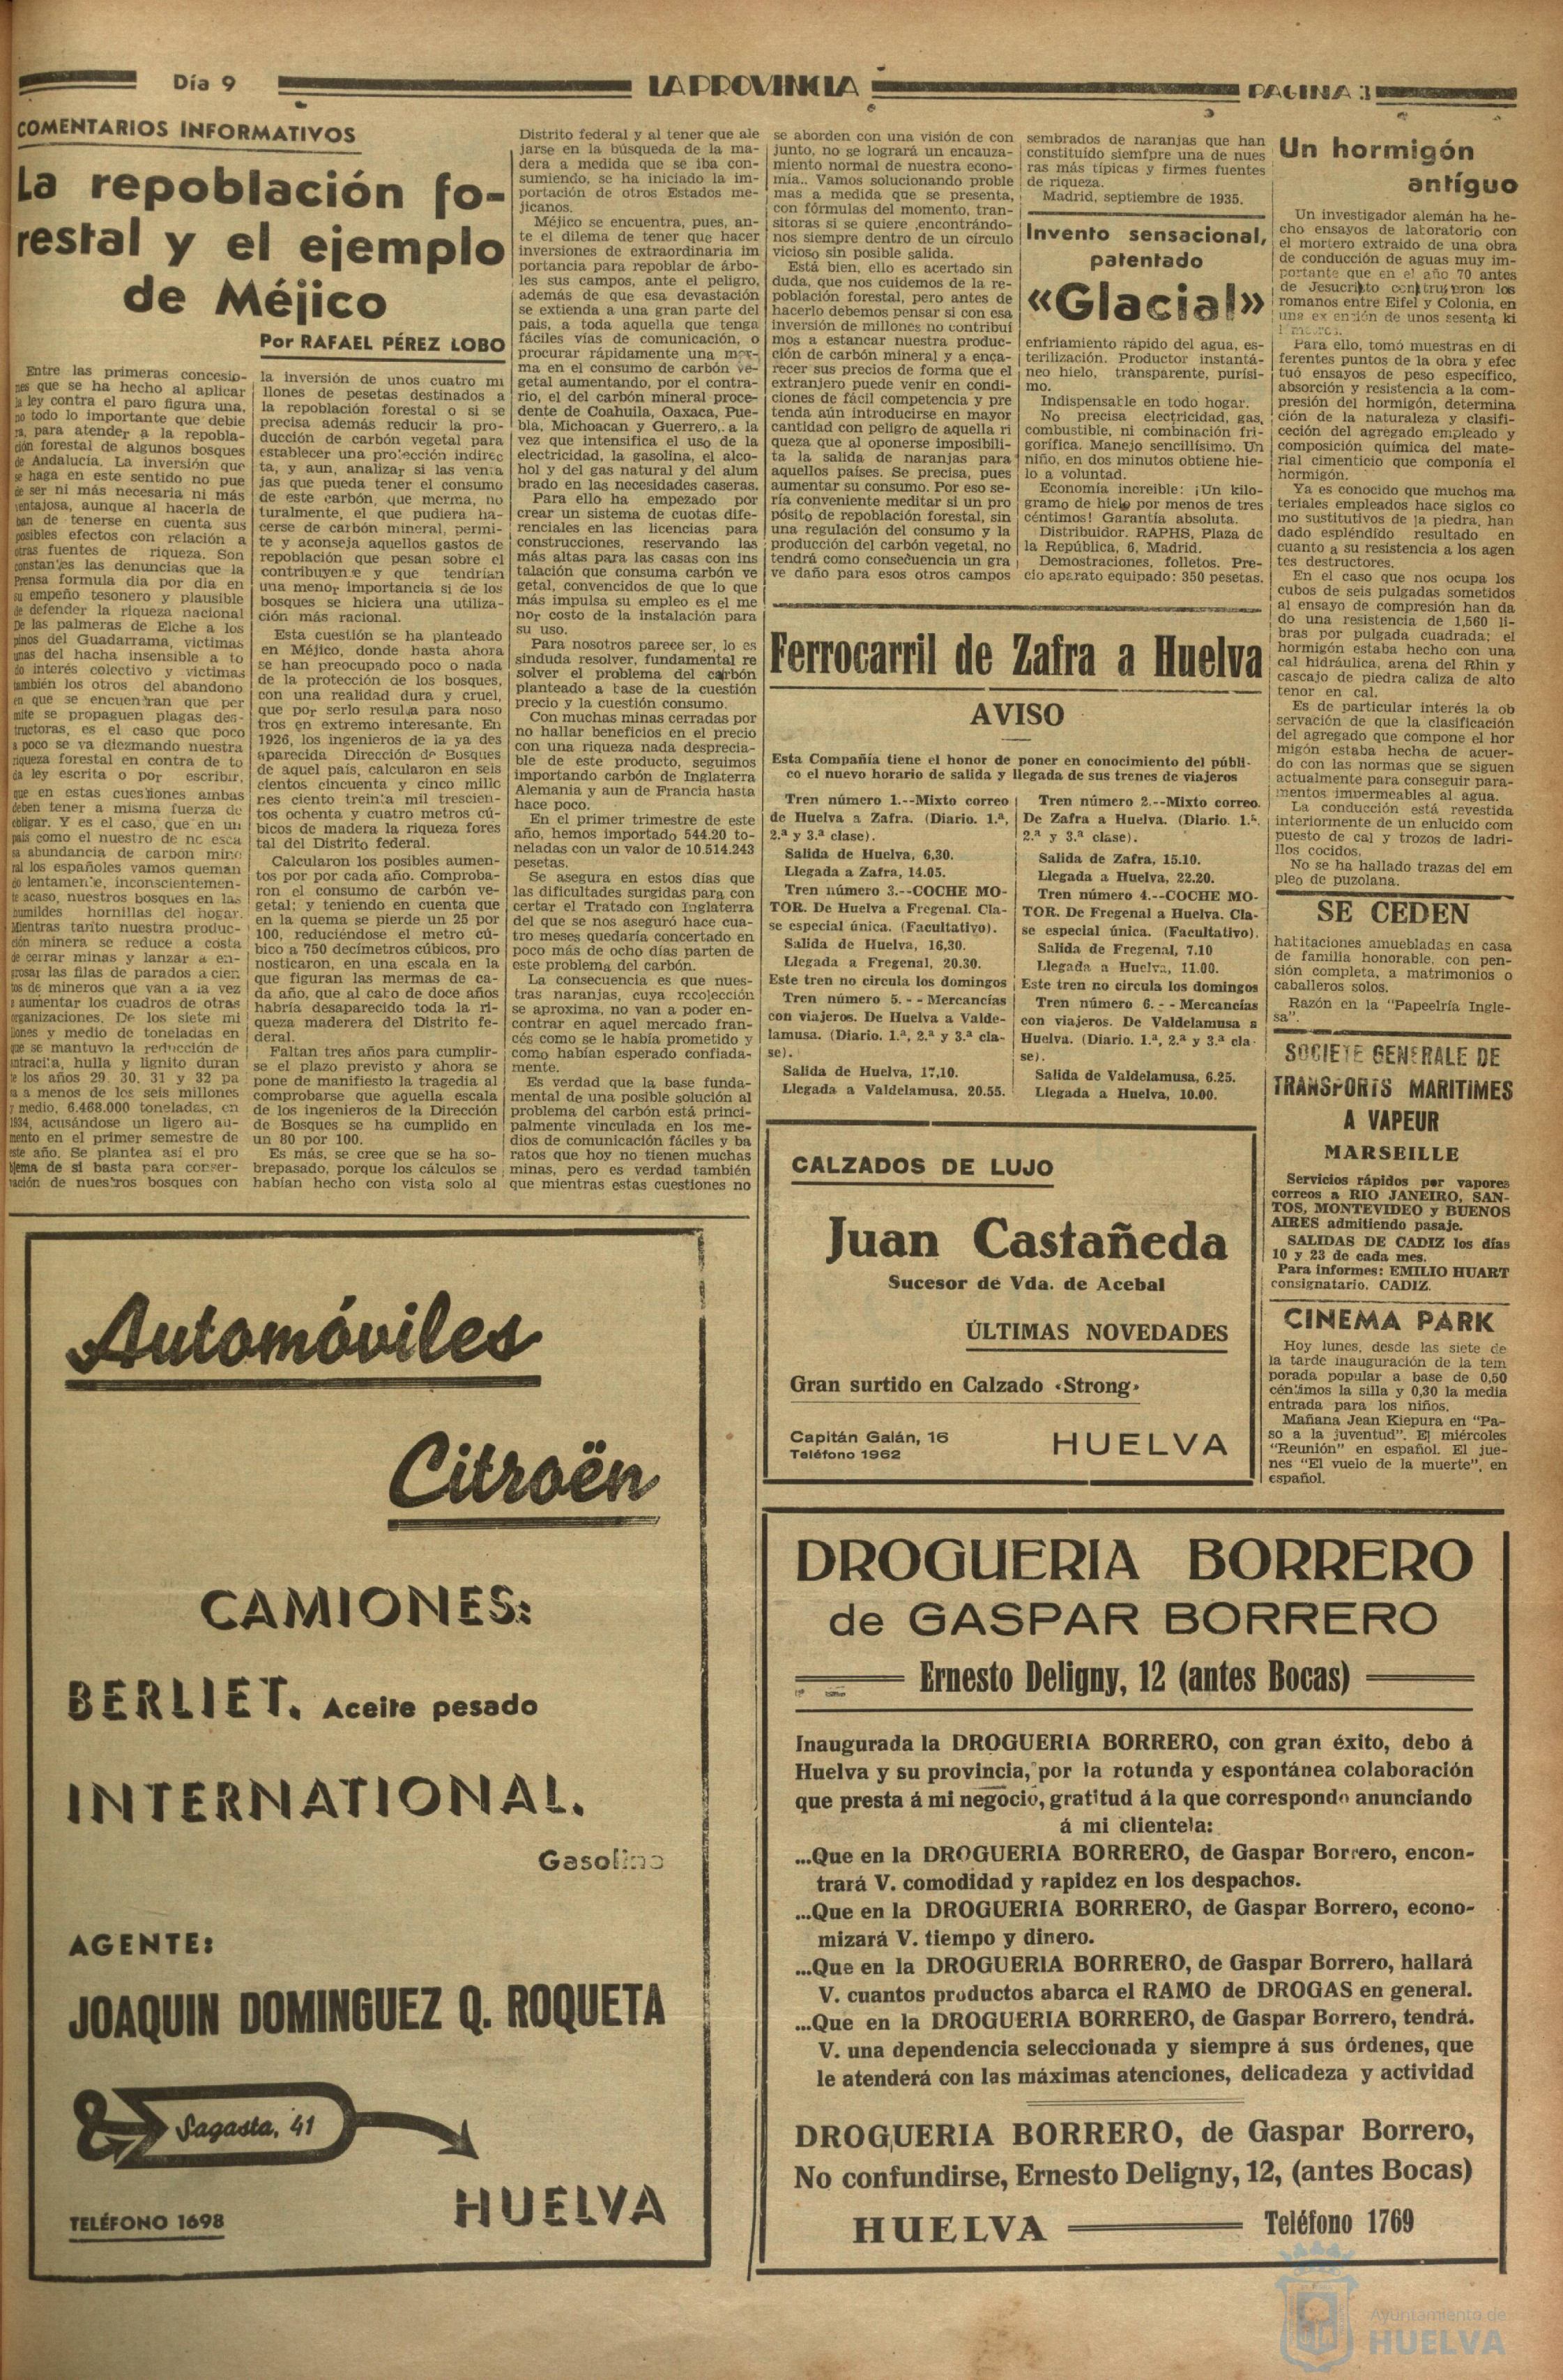 Día 9
LA PROVINCIA
PAGINA 3
COMENTARIOS INFORMATIVOS
La repoblación fo-
restal y el ejemplo
de Méjico
Por RAFAEL PÉREZ LOBO
Entre las primeras concesio-
nes que se ha hecho al aplicar
la ley contra el paro figura una,
no todo lo importante que debie
ra, para atender a la repobla-
ción forestal de algunos bosques
de Andalucía. La inversión que
se haga en este sentido no pue
de ser ni más necesaria ni más
ventajosa, aunque al hacerla de
ban de tenerse en cuenta sus
posibles efectos con relación a
otras fuentes de riqueza. Son
constantes las denuncias que la
Prensa formula día por día en
su empeño tesonero y plausible
de defender la riqueza nacional
De las palmeras de Elche a los
pinos del Guadarrama, víctimas
unas del hacha insensible a to
do interés colectivo y víctimas
también los otros del abandono
en que se encuentran que per
mite se propaguen plagas des-
tructoras, es el caso que poco
a poco se va diezmando nuestra
riqueza forestal en contra de to
da ley escrita o por escribir,
que en estas cuestiones ambas
deben tener a misma fuerza de
obligar. Y es el caso, que en un
país como el nuestro de no esca
sa abundancia de carbón mine
ral los españoles vamos queman
do lentamente, inconscientemen-
te acaso, nuestros bosques en las
humildes hornillas del hogar.
Mientras tanto nuestra produc-
ción minera se reduce a costa
de cerrar minas y lanzar a en-
grosar las filas de parados a cien
tos de mineros que van a la vez
a aumentar los cuadros de otras
organizaciones. De los siete mi
llones y medio de toneladas en
que se mantuvo la reducción de
antracita, hulla y lignito duran
te los años 29, 30, 31 y 32 pa
sa a menos de los seis millones
y medio, 6.468.000 toneladas, en
1934, acusándose un ligero au-
mento en el primer semestre de
este año. Se plantea así el pro
blema de si basta para conser-
vación de nuestros bosques con
la inversión de unos cuatro mi
llones de pesetas destinados a
la repoblación forestal o si se
precisa además reducir la pro-
ducción de carbón vegetal para
establecer una protección indirec
ta, y aun, analizar si las venta
jas que pueda tener el consumo
de este carbón, que merma, no
turalmente, el que pudiera ha-
cerse de carbón mineral, permi-
te y aconseja aquellos gastos de
repoblación que pesan sobre el
contribuyente y que tendrían
una menor importancia si de los
bosques se hiciera una utiliza-
ción más racional.
Esta cuestión se ha planteado
en Méjico, donde hasta ahora
se han preocupado poco o nada
de la protección de los bosques,
con una realidad dura y cruel,
que por serlo resulta para noso
tros en extremo interesante. En
1926, los ingenieros de la ya des
aparecida Dirección de Bosques
de aquel país, calcularon en seis
cientos cincuenta y cinco millo
nes ciento treinta mil trescien-
tos ochenta y cuatro metros cú-
bicos de madera la riqueza fores
tal del Distrito federal.
Calcularon los posibles aumen-
tos por por cada año. Comproba-
ron el consumo de carbón ve-
getal; y teniendo en cuenta que
en la quema se pierde un 25 por
100, reduciéndose el metro cú-
bico a 750 decímetros cúbicos, pro
nosticaron, en una escala en la
que figuran las mermas de ca-
da año, que al cabo de doce años
habría desaparecido toda la ri-
queza maderera del Distrito fe-
deral.
Faltan tres años para cumplir-
se el plazo previsto y ahora se
pone de manifiesto la tragedia al
comprobarse que aquella escala
de los ingenieros de la Dirección
de Bosques se ha cumplido en
un 80 por 100.
Es más, se cree que se ha so-
brepasado, porque los cálculos se
habían hecho con vista solo al
Distrito federal y al tener que ale
jarse en la búsqueda de la ma-
dera a medida que se iba con-
sumiendo, se ha iniciado la im-
portación de otros Estados me-
jicanos.
Méjico se encuentra, pues, an-
te el dilema de tener que hacer
inversiones de extraordinaria im
portancia para repoblar de árbo-
les sus campos, ante el peligro,
además de que esa devastación
se extienda a una gran parte del
país, a toda aquella que tenga
fáciles vías de comunicación, o
procurar rápidamente una mer-
ma en el consumo de carbón ve-
getal aumentando, por el contra-
rio, el del carbón mineral proce-
dente de Coahuila, Oaxaca, Pue-
bla, Michoacan y Guerrero, a la
vez que intensifica el uso de la
electricidad, la gasolina, el alco-
hol y del gas natural y del alum
brado en las necesidades caseras.
Para ello ha empezado por
crear un sistema de cuotas dife-
renciales en las licencias para
construcciones, reservando las
más altas para las casas con ins
talación que consuma carbón ve
getal, convencidos de que lo que
más impulsa su empleo es el me
nor costo de la instalación para
su uso.
Para nosotros parece ser, lo es
sinduda resolver, fundamental re
solver el problema del carbón
planteado a base de la cuestión
precio y la cuestión consumo.
Con muchas minas cerradas por
no hallar beneficios en el precio
con una riqueza nada desprecia-
ble de este producto, seguimos
importando carbón de Inglaterra
Alemania y aun de Francia hasta
hace poco.
En el primer trimestre de este
año, hemos importado 544.20 to-
neladas con un valor de 10.514.243
pesetas.
Se asegura en estos días que
las dificultades surgidas para con
certar el Tratado con Inglaterra
del que se nos aseguró hace cua-
tro meses quedaría concertado en
poco más de ocho días parten de
este problema del carbón.
La consecuencia es que nues-
tras naranjas, cuya recolección
se aproxima, no van a poder en-
contrar en aquel mercado fran-
cés como se le había prometido y
como habían esperado confiada-
mente.
Es verdad que la base funda-
mental de una posible solución al
problema del carbón está princi-
palmente vinculada en los me-
dios de comunicación fáciles y ba
ratos que hoy no tienen muchas
minas, pero es verdad también
que mientras estas cuestiones no
se aborden con una visión de con
junto, no se logrará un encauza-
miento normal de nuestra econo-
mía.. Vamos solucionando proble
mas a medida que se presenta,
con fórmulas del momento, tran-
sitoras si se quiere ,encontrándo-
nos siempre dentro de un círculo
vicioso sin posible salida.
Está bien, ello es acertado sin
duda, que nos cuidemos de la re-
población forestal, pero antes de
hacerlo debemos pensar si con esa
inversión de millones no contribuí
mos a estancar nuestra produc-
ción de carbón mineral y a enca-
recer sus precios de forma que el
extranjero puede venir en condi-
ciones de fácil competencia y pre
tenda aún introducirse en mayor
cantidad con peligro de aquella ri
queza que al oponerse imposibili-
ta la salida de naranjas para
aquellos países. Se precisa, pues
aumentar su consumo. Por eso se-
ría conveniente meditar si un pro
pósito de repoblación forestal, sin
una regulación del consumo y la
producción del carbón vegetal, no
tendrá como consecuencia un gra
ve daño para esos otros campos
sembrados de naranjas que han
constituido siemfpre una de nues
ras más típicas y firmes fuentes
de riqueza.
Madrid, septiembre de 1935.
Invento sensacional,
patentado
«Glacial»
enfriamiento rápido del agua, es-
terilización. Productor instantá-
neo hielo, transparente, purísi-
mo.
Indispensable en todo hogar.
No precisa electricidad, gas,
combustible, ni combinación fri-
gorífica. Manejo sencillísimo. Un
niño, en dos minutos obtiene hie-
lo a voluntad.
Economía increible: ¡Un kilo-
gramo de hielo por menos de tres
céntimos! Garantía absoluta.
Distribuidor. RAPHS, Plaza de
la República, 6, Madrid.
Demostraciones, folletos. Pre-
cio aparato equipado: 350 pesetas.
Un hormigón
antíguo
Un investigador alemán ha he-
cho ensayos de laboratorio con
el mortero extraido de una obra
de conducción de aguas muy im-
portante que en el año 70 antes
de Jesucristo construyeron los
romanos entre Eifel y Colonia, en
una ex ensión de unos sesenta ki
Para ello, tomó muestras en di
ferentes puntos de la obra y efec
tuó ensayos de peso específico,
absorción y resistencia a la com-
presión del hormigón, determina
ción de la naturaleza y clasifi-
ceción del agregado empleado y
composición química del mate-
rial cimenticio que componía el
hormigón.
Ya es conocido que muchos ma
teriales empleados hace siglos co
mo sustitutivos de la piedra, han
dado espléndido resultado en
cuanto a su resistencia a los agen
tes destructores.
En el caso que nos ocupa los
cubos de seis pulgadas sometidos
al ensayo de compresión han da
do una resistencia de 1,560 li-
bras por pulgada cuadrada; el
hormigón estaba hecho con una
cal hidráulica, arena del Rhin y
cascajo de piedra caliza de alto
tenor en cal.
Es de particular interés la ob
servación de que la clasificación
del agregado que compone el hor
migón estaba hecha de acuer-
do con las normas que se siguen
actualmente para conseguir para-
mentos impermeables al agua.
La conducción está revestida
interiormente de un enlucido com
puesto de cal y trozos de ladri-
llos cocidos.
No se ha hallado trazas del em
pleo de puzolana.
SE CEDEN
habitaciones amuebladas en casa
de familia honorable, con pen-
sión completa, a matrimonios o
caballeros solos.
Razón en la "Papeelría Ingle-
sa".
SOCIETE GENERALE DE
TRANSPORTS MARITIMES
A VAPEUR
MARSEILLE
Servicios rápidos por vapores
correos a RIO JANEIRO, SAN-
TOS, MONTEVIDEO y BUENOS
AIRES admitiendo pasaje.
SALIDAS DE CADIZ los días
10 y 23 de cada mes.
Para informes: EMILIO HUART
consignatario. CADIZ.
CINEMA PARK
Hoy lunes, desde las siete de
la tarde inauguración de la tem
porada popular a base de 0,50
céntimos la silla y 0,30 la media
entrada para los niños.
Mañana Jean Kiepura en "Pa-
so a la juventud". El miércoles
"Reunión" en español. El jue-
nes "El vuelo de la muerte", en
español.
Ferrocarril de Zafra a Huelva
AVISO
Esta Compañía tiene el honor de poner en conocimiento del públi-
co el nuevo horario de salida y llegada de sus trenes de viajeros
Tren número 1.--Mixto correo
de Huelva a Zafra. (Diario. 1.ª,
2.ª y 3.ª clase).
Salida de Huelva, 6,30.
Llegada a Zafra, 14.05.
Tren número 3.--COCHE MO-
TOR. De Huelva a Fregenal. Cla-
se especial única. (Facultativo).
Salida de Huelva, 16,30.
Llegada a Fregenal, 20.30.
Este tren no circula los domingos
Tren número 5. - - Mercancías
con viajeros. De Huelva a Valde-
lamusa. (Diario. 1.ª, 2.ª y 3.ª cla-
se).
Salida de Huelva, 17,10.
Llegada a Valdelamusa, 20.55.
Tren número 2.--Mixto correo.
De Zafra a Huelva. (Diario. 1.ª.
2.ª y 3.ª clase).
Salida de Zafra, 15.10.
Llegada a Huelva, 22.20.
Tren número 4.--COCHE MO-
TOR. De Fregenal a Huelva. Cla-
se especial única. (Facultativo).
Salida de Fregenal, 7.10
Llegada a Huelva, 11.00.
Este tren no circula los domingos
Tren número 6. - - Mercancías
con viajeros. De Valdelamusa a
Huelva. (Diario. 1.ª, 2.ª y 3.ª cla-
se).
Salida de Valdelamusa, 6.25.
Llegada a Huelva, 10.00.
CALZADOS DE LUJO
Juan Castañeda
Sucesor de Vda. de Acebal
ÚLTIMAS NOVEDADES
Gran surtido en Calzado «Strong»
Capitán Galán, 16
Teléfono 1962
HUELVA
Automóviles
Citroën
CAMIONES:
BERLIET. Aceite pesado
INTERNATIONAL.
Gasolina
AGENTE:
JOAQUIN DOMINGUEZ Q. ROQUETA
Sagasta, 41
HUELVA
TELÉFONO 1698
DROGUERIA BORRERO
de GASPAR BORRERO
Ernesto Deligny, 12 (antes Bocas)
Inaugurada la DROGUERIA BORRERO, con gran éxito, debo á
Huelva y su provincia, por la rotunda y espontánea colaboración
que presta á mi negocio, gratitud á la que correspondo anunciando
á mi clientela:
...Que en la DROGUERIA BORRERO, de Gaspar Borrero, encon-
trará V. comodidad y rapidez en los despachos.
...Que en la DROGUERIA BORRERO, de Gaspar Borrero, econo-
mizará V. tiempo y dinero.
...Que en la DROGUERIA BORRERO, de Gaspar Borrero, hallará
V. cuantos productos abarca el RAMO de DROGAS en general.
...Que en la DROGUERIA BORRERO, de Gaspar Borrero, tendrá.
V. una dependencia seleccionada y siempre á sus órdenes, que
le atenderá con las máximas atenciones, delicadeza y actividad
DROGUERIA BORRERO, de Gaspar Borrero,
No confundirse, Ernesto Deligny, 12, (antes Bocas)
HUELVA
Teléfono 1769
Ayuntamiento de
HUELVA